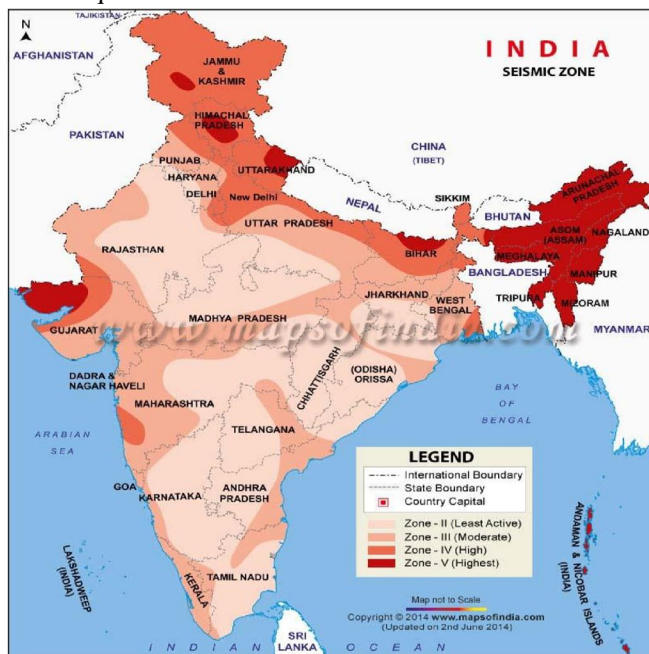 TAJIKISTAN
N
AFGHANISTAN
INDIA
SEISMIC ZONE
JAMMU
&
KASHMIR
HIMACHAL
PRADESH
PAKISTAN
CHINA
(TIBET)
PUNJAB
HARYANA
UTTARAKHAND
DELHI
New Delhi
NEPAL
SIKKIM
BHUTAN
ARUNACHAL
PRADESH
UTTAR PRADESH
RAJASTHAN
BIHAR
ASOM
(ASSAM)
NAGALAND
MEGHALAYA
BANGLADESH
MANIPUR
TRIPURA
MIZORAM
JHARKHAND
WEST
BENGAL
GUJARAT
MADHYA PRADESH
MYANMAR
www.mapsofindia.com
CHHATTISGARH
(ODISHA)
ORISSA
DADRA &
NAGAR HAVELI
MAHARASHTRA
BAY
OF
BENGAL
TELANGANA
ARABIAN
SEA
GOA
KARNATAKA
ANDHRA
PRADESH
LEGEND
International Boundary
State Boundary
Country Capital
Zone - II (Least Active)
Zone - III (Moderate)
Zone - IV (High)
Zone - V (Highest)
ANDAMAN & NICOBAR ISLANDS
(INDIA)
LAKSHADWEEP
(INDIA)
KERALA
TAMIL NADU
Map not to Scale
Copyright © 2014 www.mapsofindia.com
(Updated on 2nd June 2014)
SRI
LANKA
INDIAN OCEAN